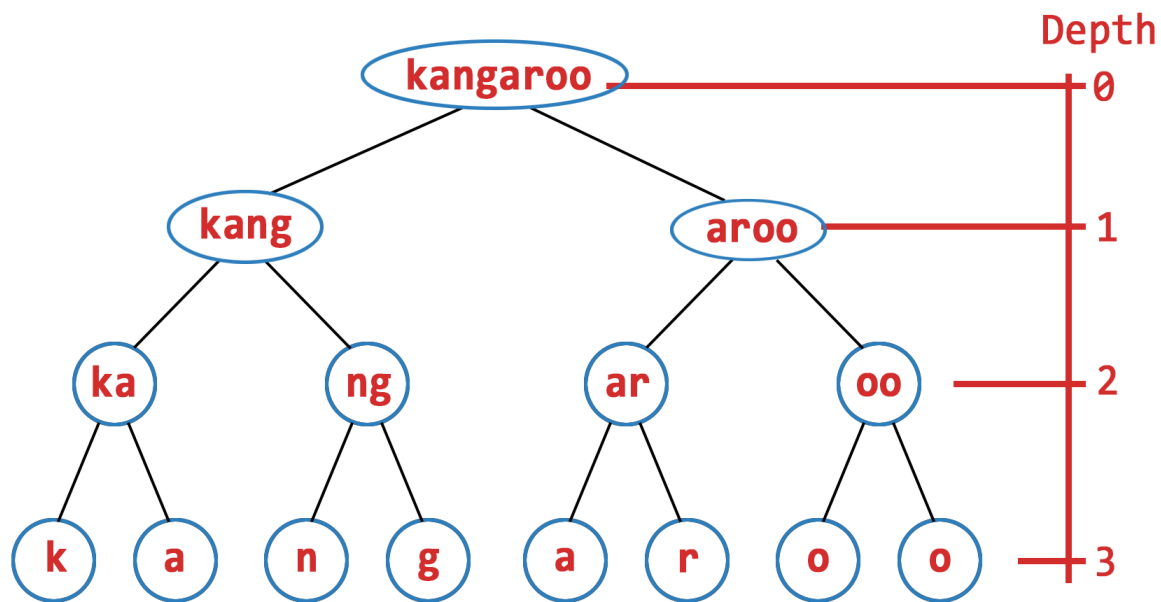 Depth
kangaroo 0
kang aroo 1
ka ng ar oo 2
k a n g a r o o 3